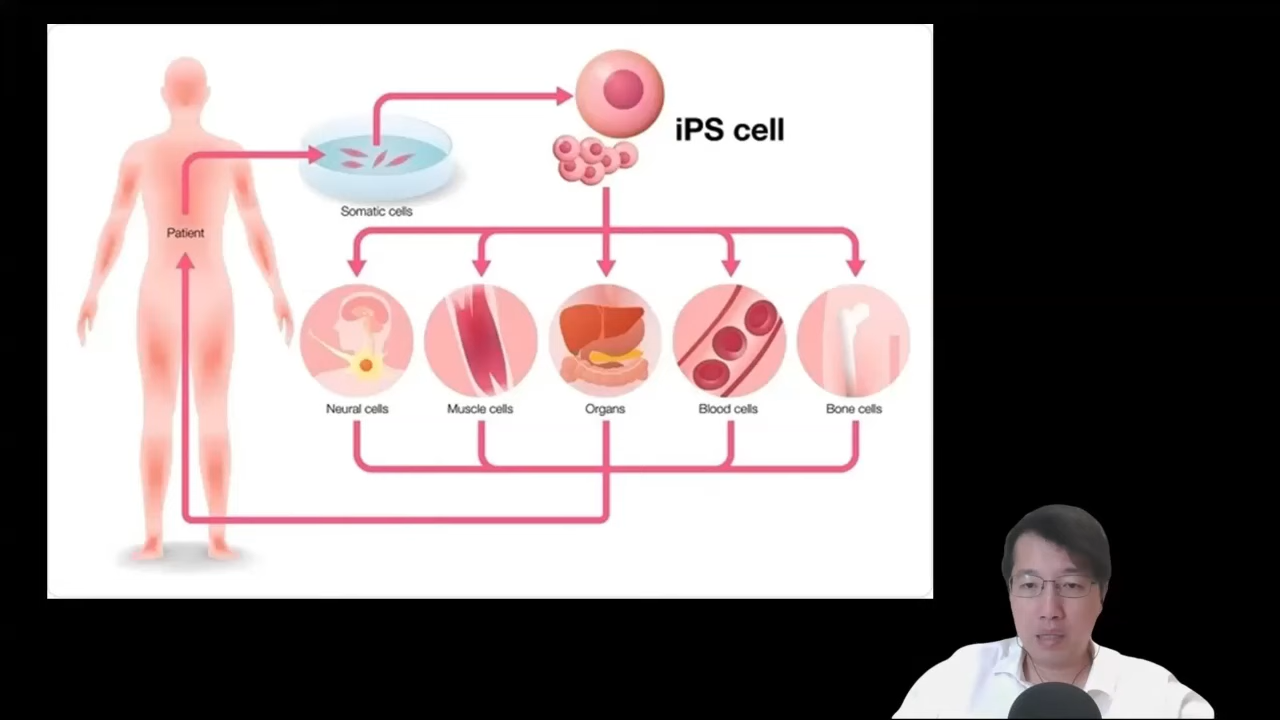 iPS cell
Somatic cells
Patient
Neural cells
Muscle cells
Organs
Blood cells
Bone cells